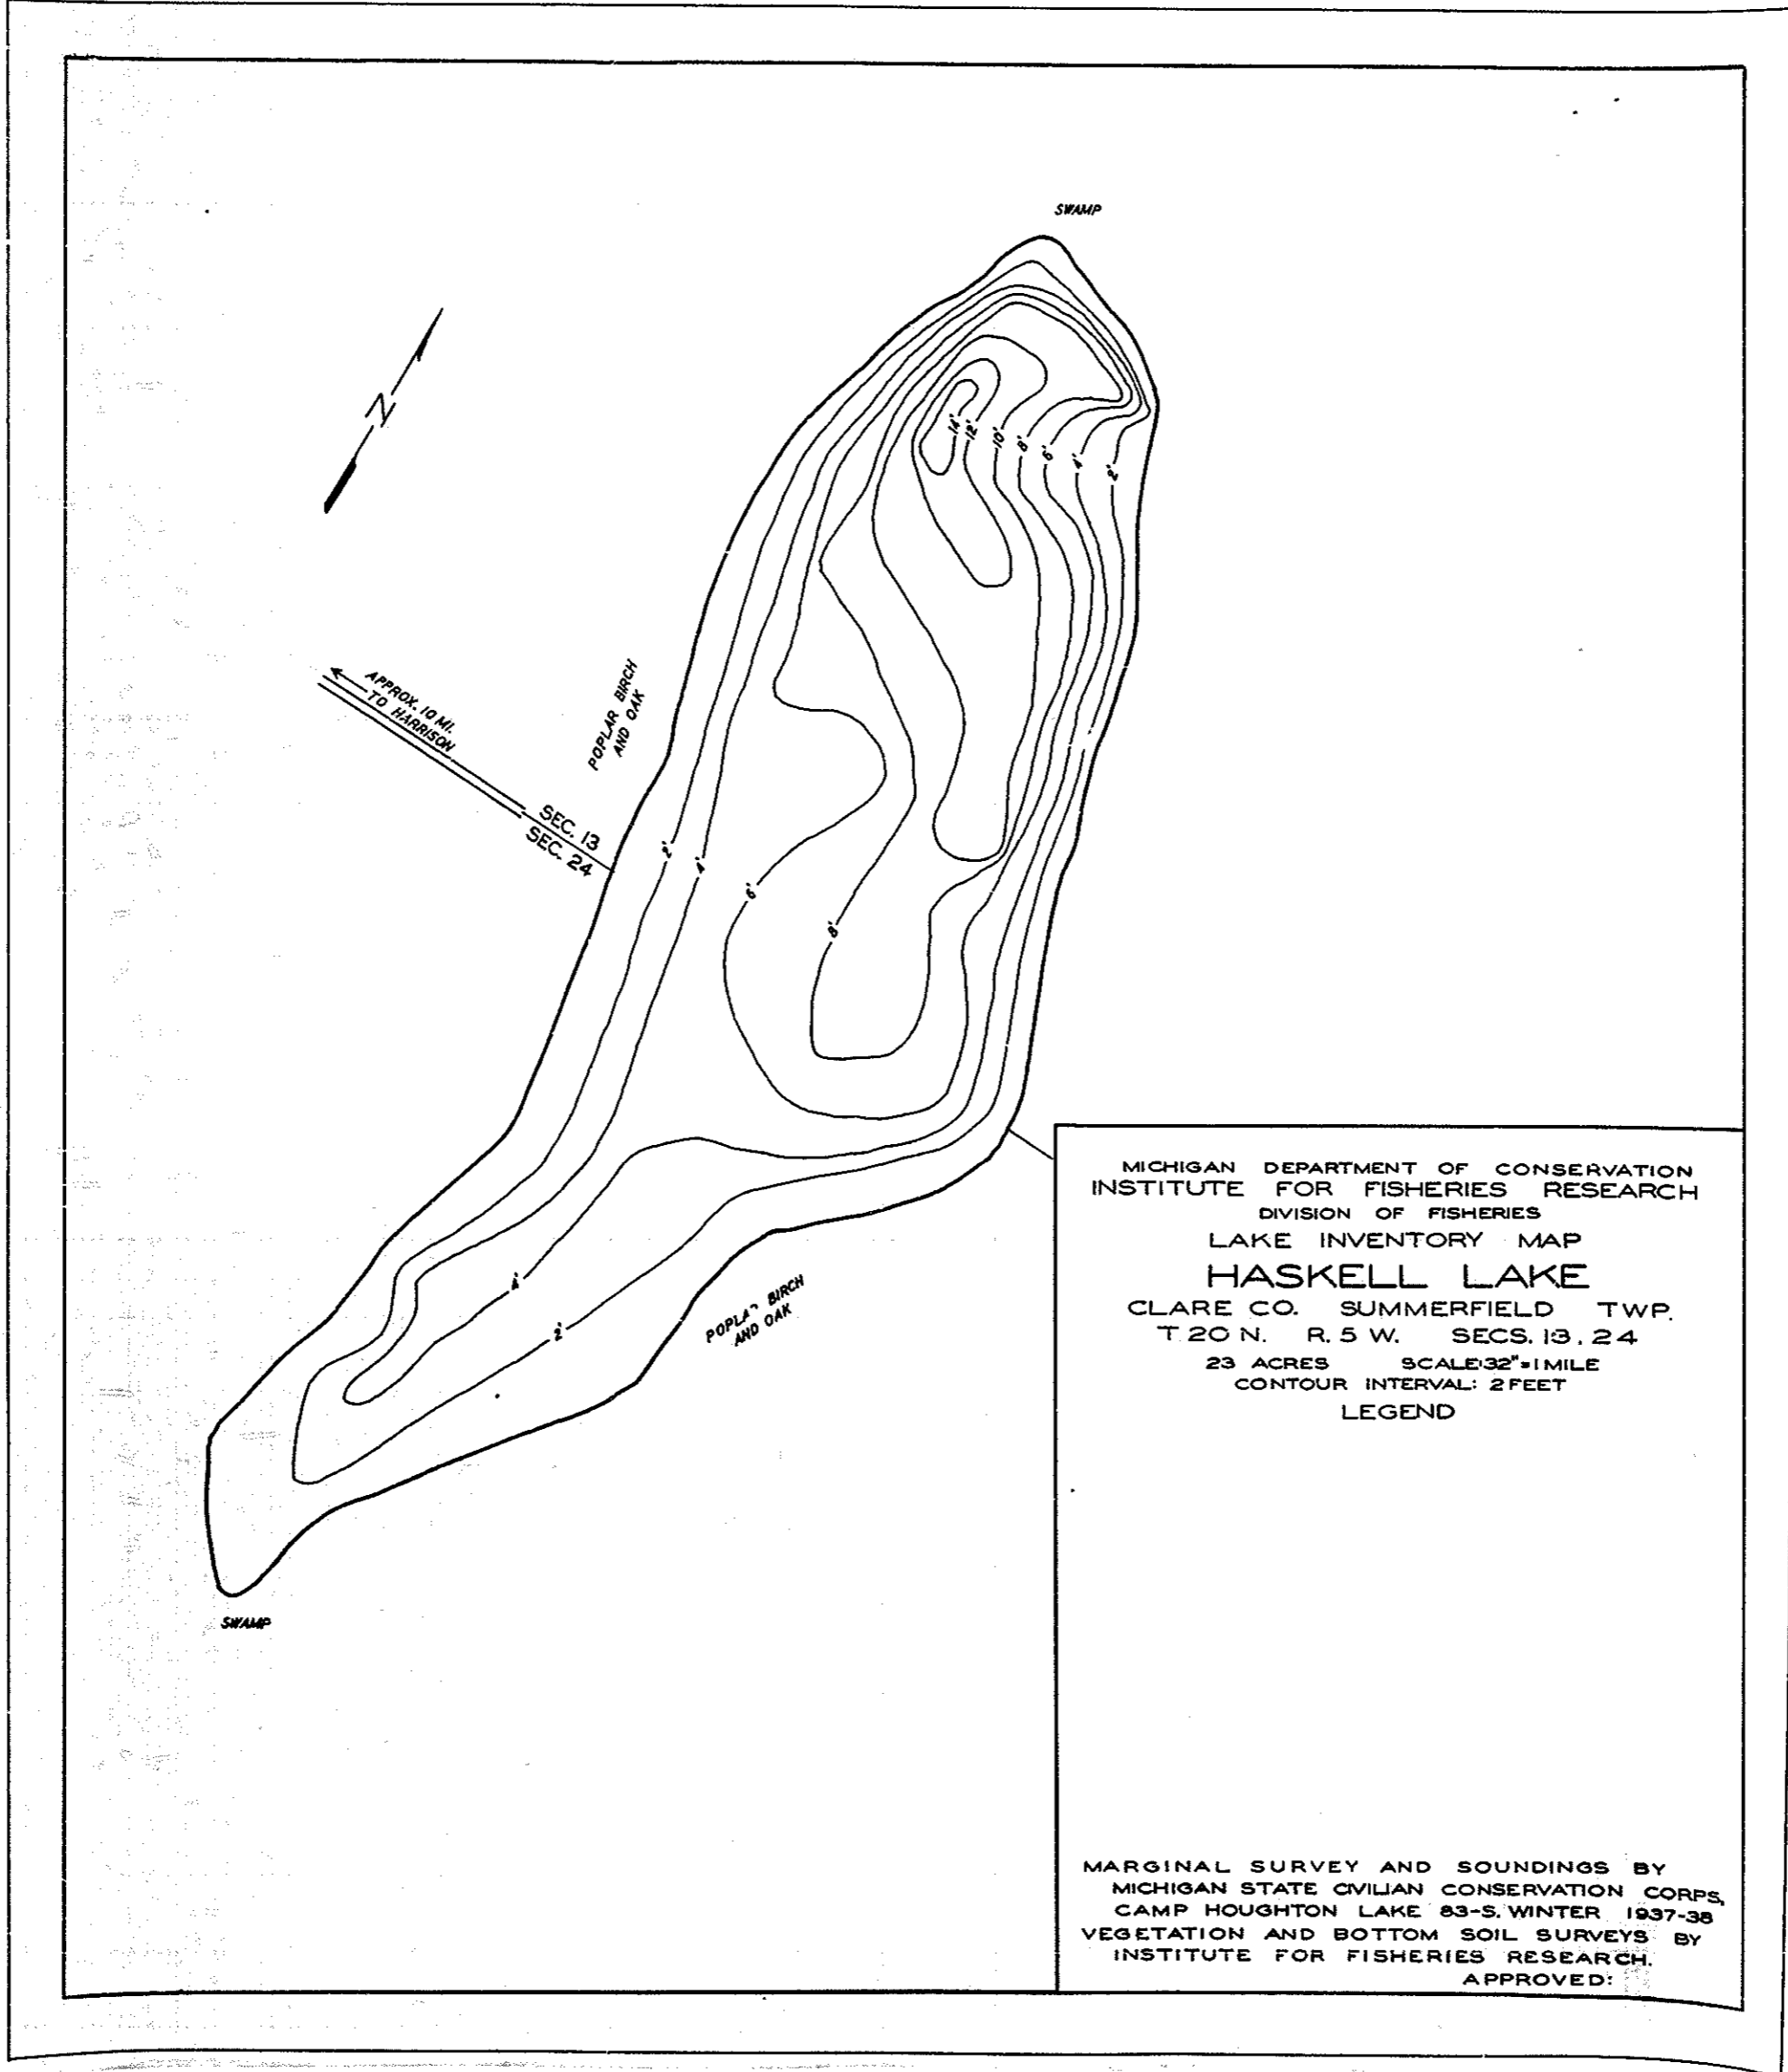 SWAMP
N
APPROX. 10 MI.
TO HARRISON
SEC. 13
SEC. 24
POPLAR BIRCH
AND OAK
14'
12'
10'
8'
6'
4'
2'
2'
4'
6'
8'
4'
2'
POPLAR BIRCH
AND OAK
SWAMP
MICHIGAN DEPARTMENT OF CONSERVATION
INSTITUTE FOR FISHERIES RESEARCH
DIVISION OF FISHERIES
LAKE INVENTORY MAP
HASKELL LAKE
CLARE CO. SUMMERFIELD TWP.
T. 20 N. R. 5 W. SECS. 13, 24
23 ACRES SCALE: 32" = 1 MILE
CONTOUR INTERVAL: 2 FEET
LEGEND
MARGINAL SURVEY AND SOUNDINGS BY
MICHIGAN STATE CIVILIAN CONSERVATION CORPS,
CAMP HOUGHTON LAKE 83-S. WINTER 1937-38
VEGETATION AND BOTTOM SOIL SURVEYS BY
INSTITUTE FOR FISHERIES RESEARCH.
APPROVED: